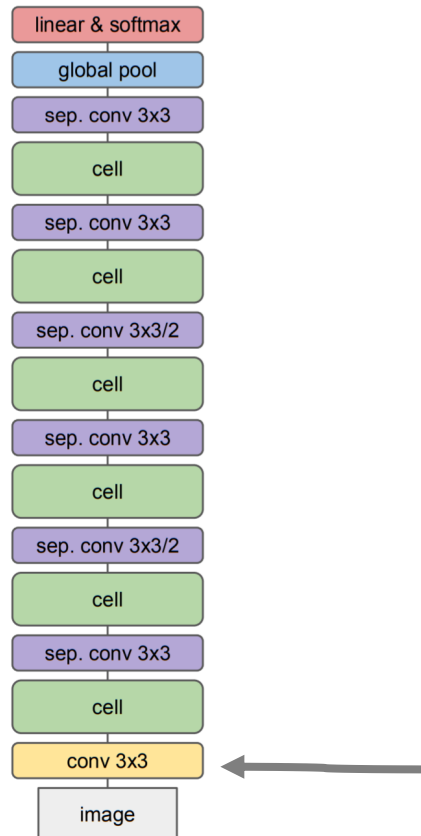 linear & softmax
global pool
sep. conv 3x3
cell
sep. conv 3x3
cell
sep. conv 3x3/2
cell
sep. conv 3x3
cell
sep. conv 3x3/2
cell
sep. conv 3x3
cell
conv 3x3
image